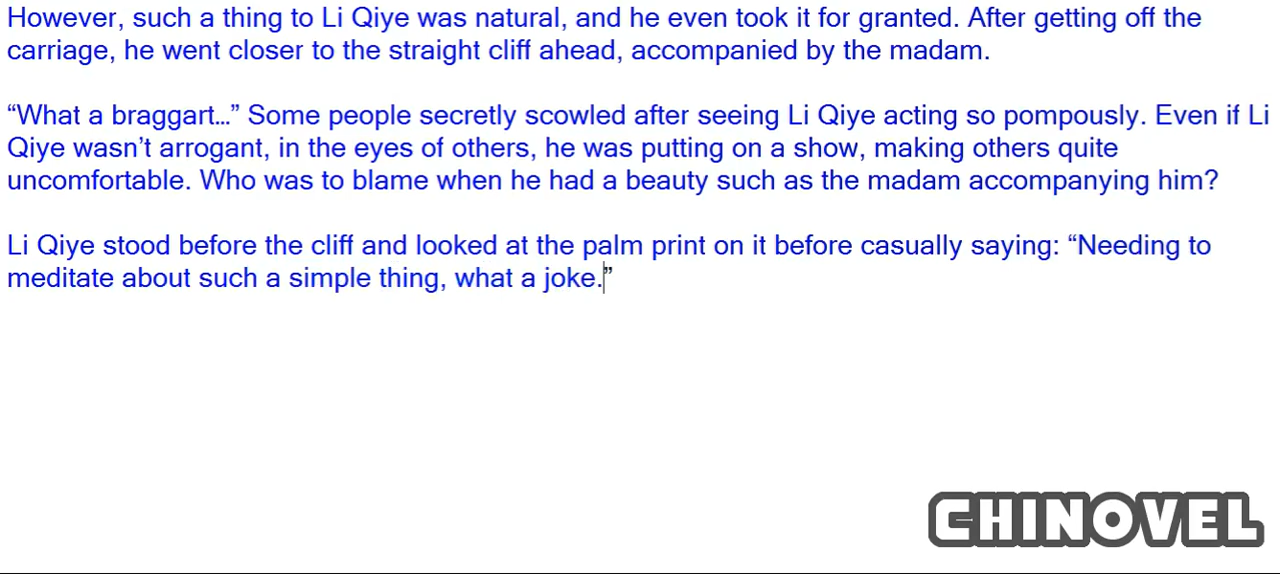 However, such a thing to Li Qiye was natural, and he even took it for granted. After getting off the
carriage, he went closer to the straight cliff ahead, accompanied by the madam.
“What a braggart…” Some people secretly scowled after seeing Li Qiye acting so pompously. Even if Li
Qiye wasn’t arrogant, in the eyes of others, he was putting on a show, making others quite
uncomfortable. Who was to blame when he had a beauty such as the madam accompanying him?
Li Qiye stood before the cliff and looked at the palm print on it before casually saying: “Needing to
meditate about such a simple thing, what a joke.”
CHINOVEL